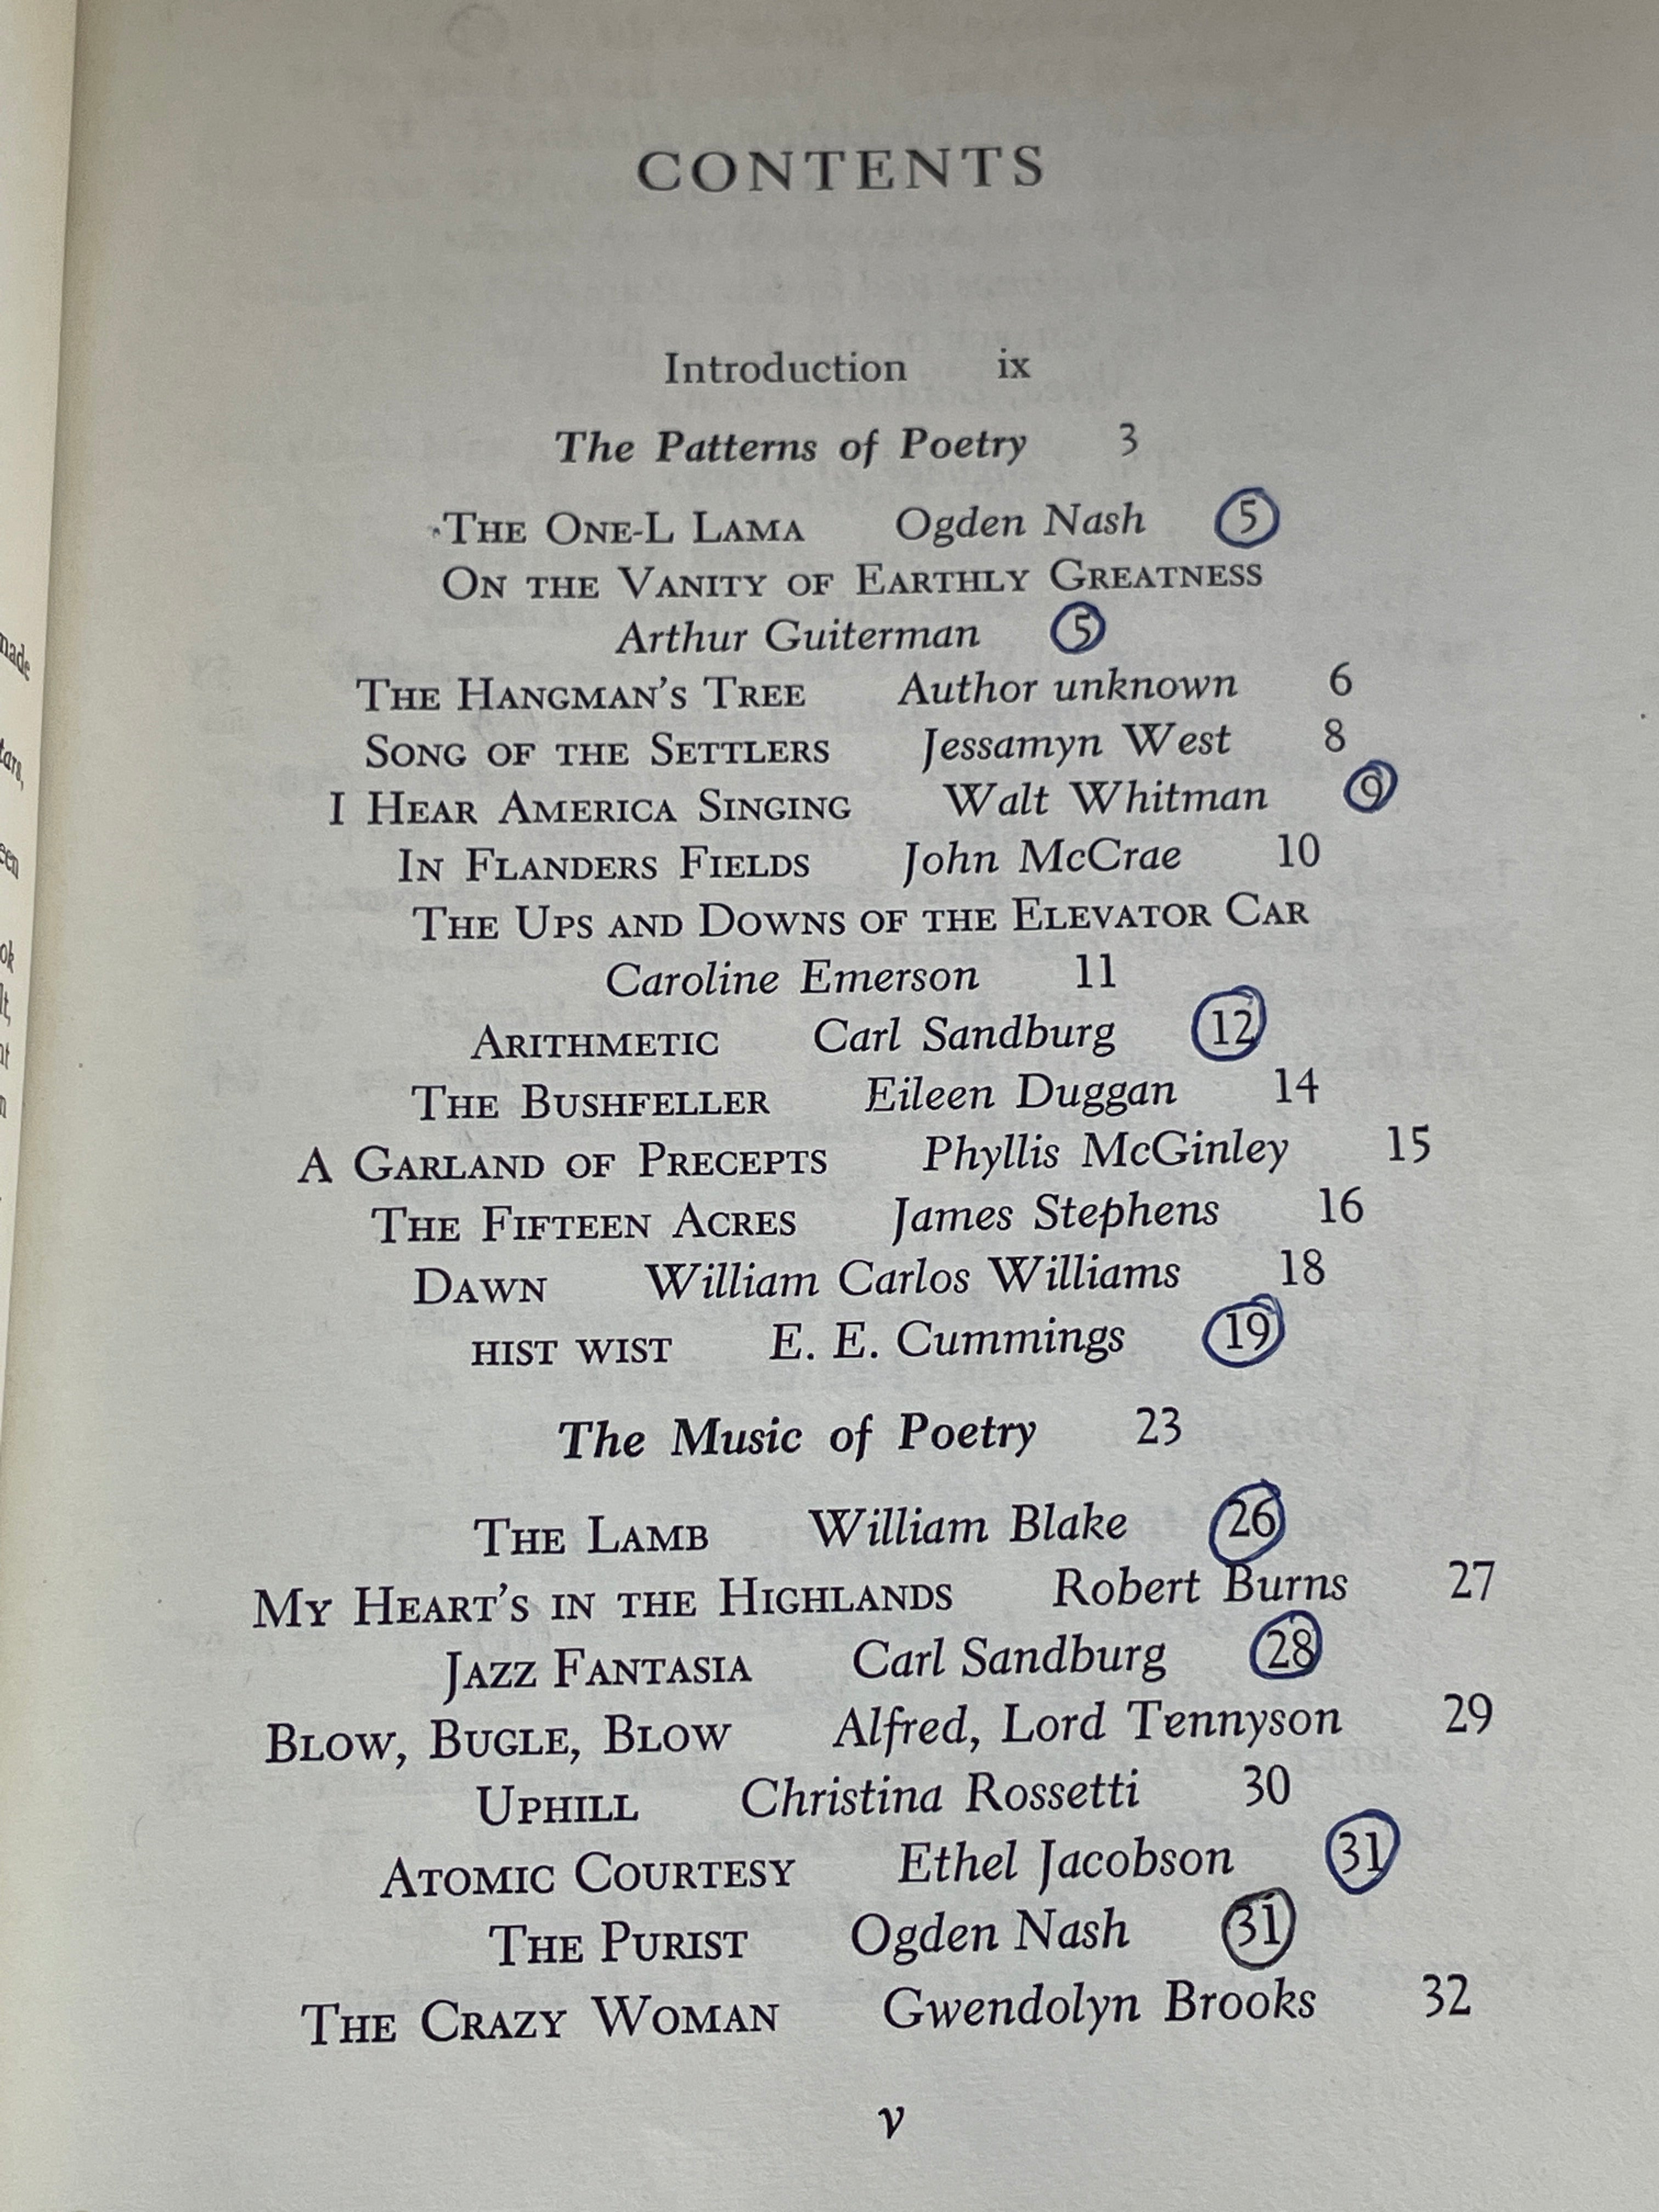 CONTENTS
Introduction ix
The Patterns of Poetry 3
THE ONE-L LAMA Ogden Nash 5
ON THE VANITY OF EARTHLY GREATNESS
Arthur Guiterman 5
THE HANGMAN'S TREE Author unknown 6
SONG OF THE SETTLERS Jessamyn West 8
I HEAR AMERICA SINGING Walt Whitman 9
IN FLANDERS FIELDS John McCrae 10
THE UPS AND DOWNS OF THE ELEVATOR CAR
Caroline Emerson 11
ARITHMETIC Carl Sandburg 12
THE BUSHFELLER Eileen Duggan 14
A GARLAND OF PRECEPTS Phyllis McGinley 15
THE FIFTEEN ACRES James Stephens 16
DAWN William Carlos Williams 18
HIST WIST E. E. Cummings 19
The Music of Poetry 23
THE LAMB William Blake 26
MY HEART'S IN THE HIGHLANDS Robert Burns 27
JAZZ FANTASIA Carl Sandburg 28
BLOW, BUGLE, BLOW Alfred, Lord Tennyson 29
UPHILL Christina Rossetti 30
ATOMIC COURTESY Ethel Jacobson 31
THE PURIST Ogden Nash 31
THE CRAZY WOMAN Gwendolyn Brooks 32
v